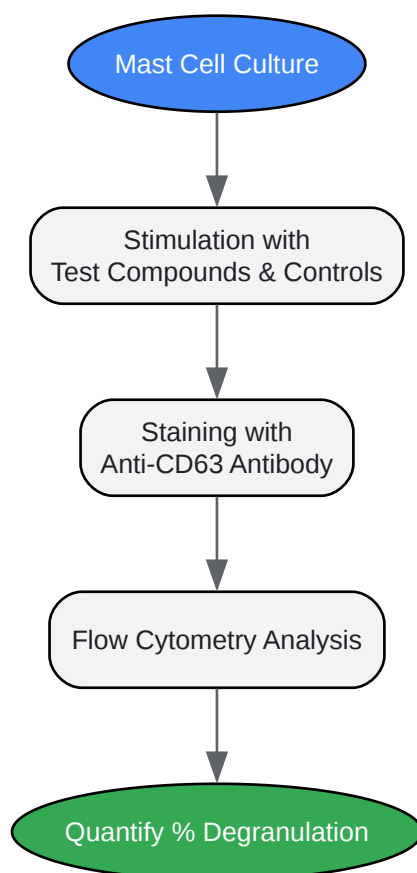 Mast Cell Culture
Stimulation with
Test Compounds & Controls
Staining with
Anti-CD63 Antibody
Flow Cytometry Analysis
Quantify % Degranulation